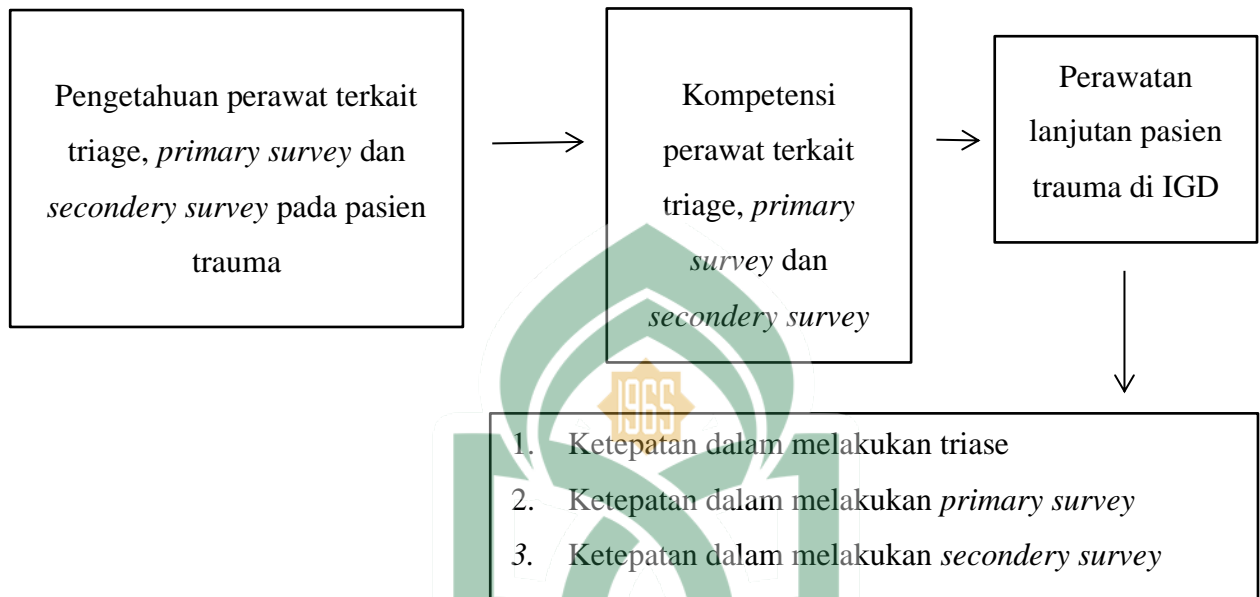 Pengetahuan perawat terkait
triage, primary survey dan
secondery survey pada pasien
trauma
Kompetensi
perawat terkait
triage, primary
survey dan
secondery survey
Perawatan
lanjutan pasien
trauma di IGD
1965
1. Ketepatan dalam melakukan triase
2. Ketepatan dalam melakukan primary survey
3. Ketepatan dalam melakukan secondery survey